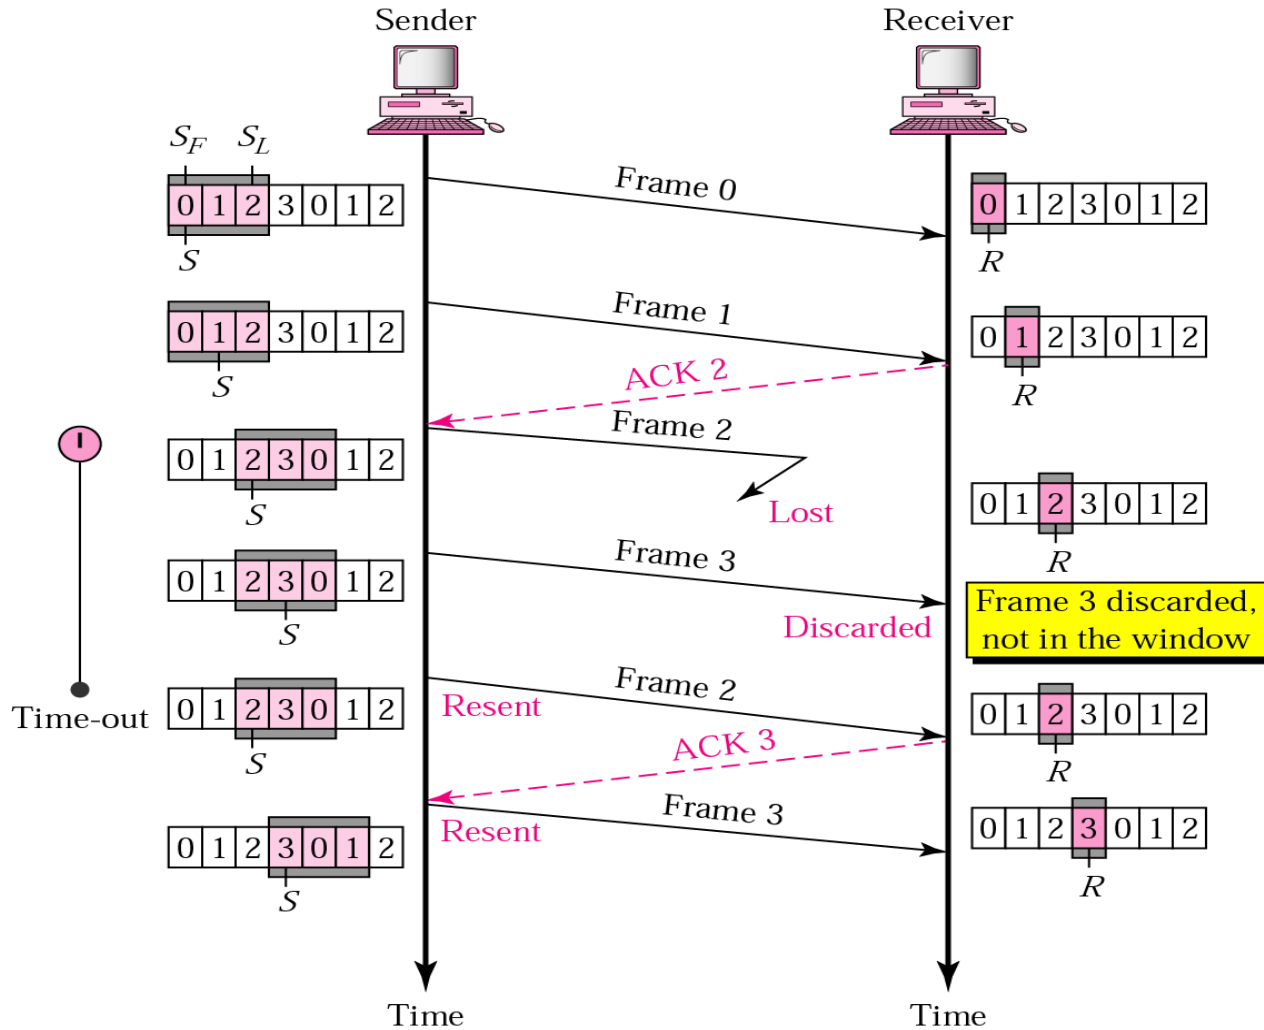 Sender
Receiver
S_F S_L
Frame 0
0 1 2 3 0 1 2
0 1 2 3 0 1 2
S
R
Frame 1
0 1 2 3 0 1 2
0 1 2 3 0 1 2
S
R
ACK 2
Frame 2
0 1 2 3 0 1 2
0 1 2 3 0 1 2
S
Lost
R
Frame 3
0 1 2 3 0 1 2
S
Discarded
Frame 3 discarded,
not in the window
Frame 2
Time-out
0 1 2 3 0 1 2
Resent
0 1 2 3 0 1 2
S
R
ACK 3
Frame 3
Resent
0 1 2 3 0 1 2
0 1 2 3 0 1 2
S
R
Time
Time